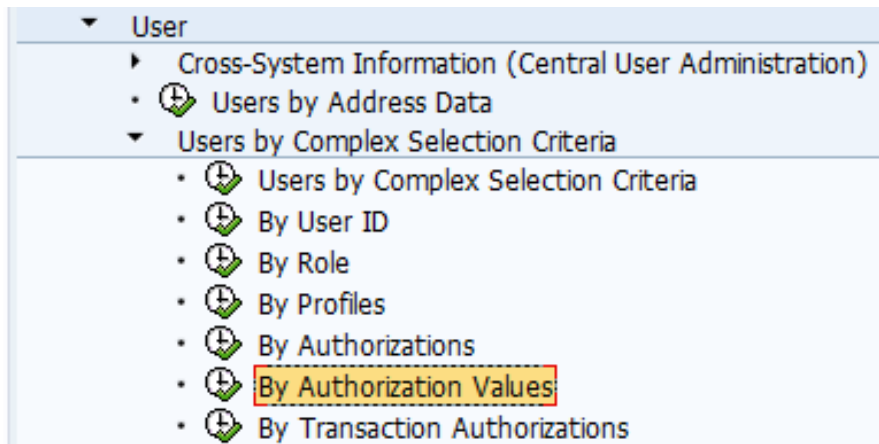 User
Cross-System Information (Central User Administration)
Users by Address Data
Users by Complex Selection Criteria
Users by Complex Selection Criteria
By User ID
By Role
By Profiles
By Authorizations
By Authorization Values
By Transaction Authorizations